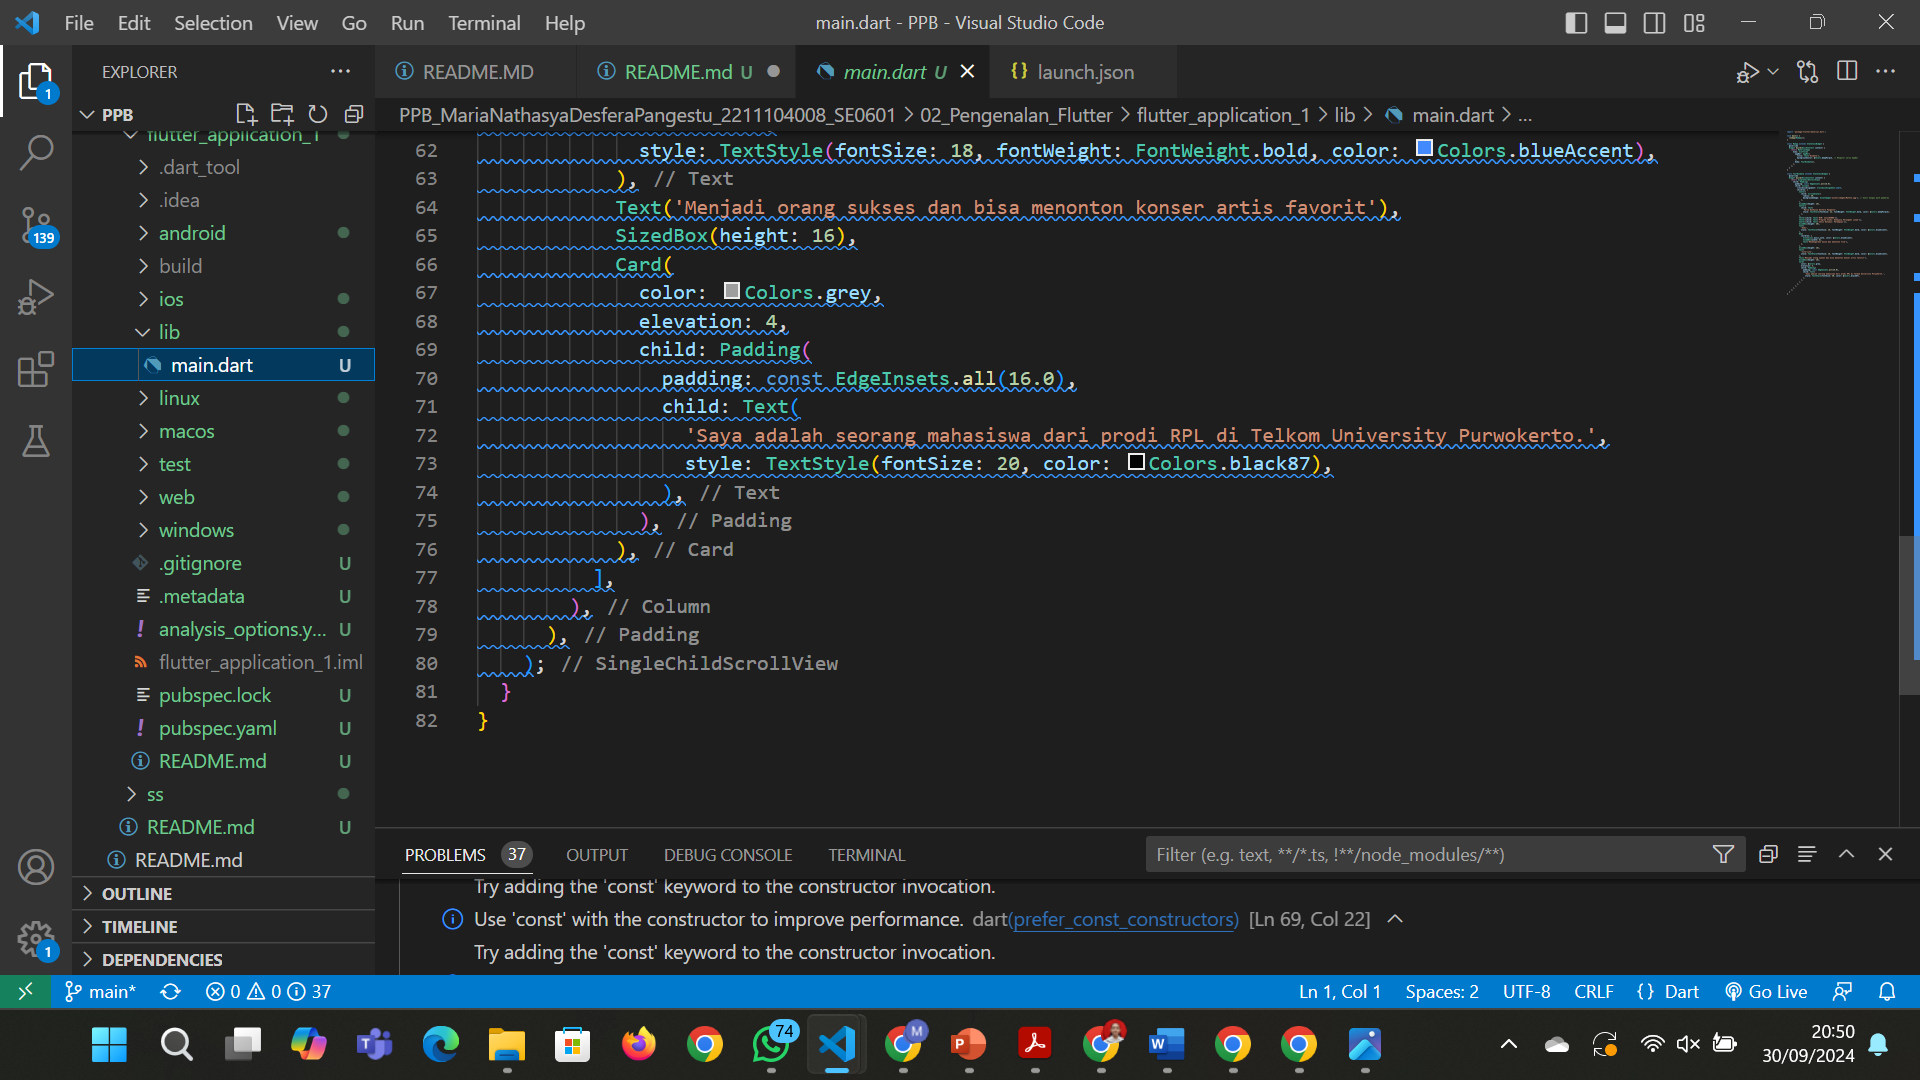 File Edit Selection View Go Run Terminal Help
main.dart - PPB - Visual Studio Code
EXPLORER
README.MD
README.md U
main.dart U
launch.json
PPB
PPB_MariaNathasyaDesferaPangestu_2211104008_SE0601 > 02_Pengenalan_Flutter > flutter_application_1 > lib > main.dart > ...
flutter_application_1
.dart_tool
.idea
android
build
ios
lib
main.dart U
linux
macos
test
web
windows
.gitignore U
.metadata U
analysis_options.y... U
flutter_application_1.iml
pubspec.lock U
pubspec.yaml U
README.md U
ss
README.md U
README.md
OUTLINE
TIMELINE
DEPENDENCIES
1
139
1
62 style: TextStyle(fontSize: 18, fontWeight: FontWeight.bold, color: Colors.blueAccent),
63 ), // Text
64 Text('Menjadi orang sukses dan bisa menonton konser artis favorit'),
65 SizedBox(height: 16),
66 Card(
67 color: Colors.grey,
68 elevation: 4,
69 child: Padding(
70 padding: const EdgeInsets.all(16.0),
71 child: Text(
72 'Saya adalah seorang mahasiswa dari prodi RPL di Telkom University Purwokerto.',
73 style: TextStyle(fontSize: 20, color: Colors.black87),
74 ), // Text
75 ), // Padding
76 ), // Card
77 ],
78 ), // Column
79 ), // Padding
80 ); // SingleChildScrollView
81 }
82 }
PROBLEMS 37 OUTPUT DEBUG CONSOLE TERMINAL
Filter (e.g. text, **/*.ts, !**/node_modules/**)
Try adding the 'const' keyword to the constructor invocation.
Use 'const' with the constructor to improve performance. dart(prefer_const_constructors) [Ln 69, Col 22]
Try adding the 'const' keyword to the constructor invocation.
main* 0 0 37
Ln 1, Col 1 Spaces: 2 UTF-8 CRLF {} Dart Go Live
74
M
20:50
30/09/2024